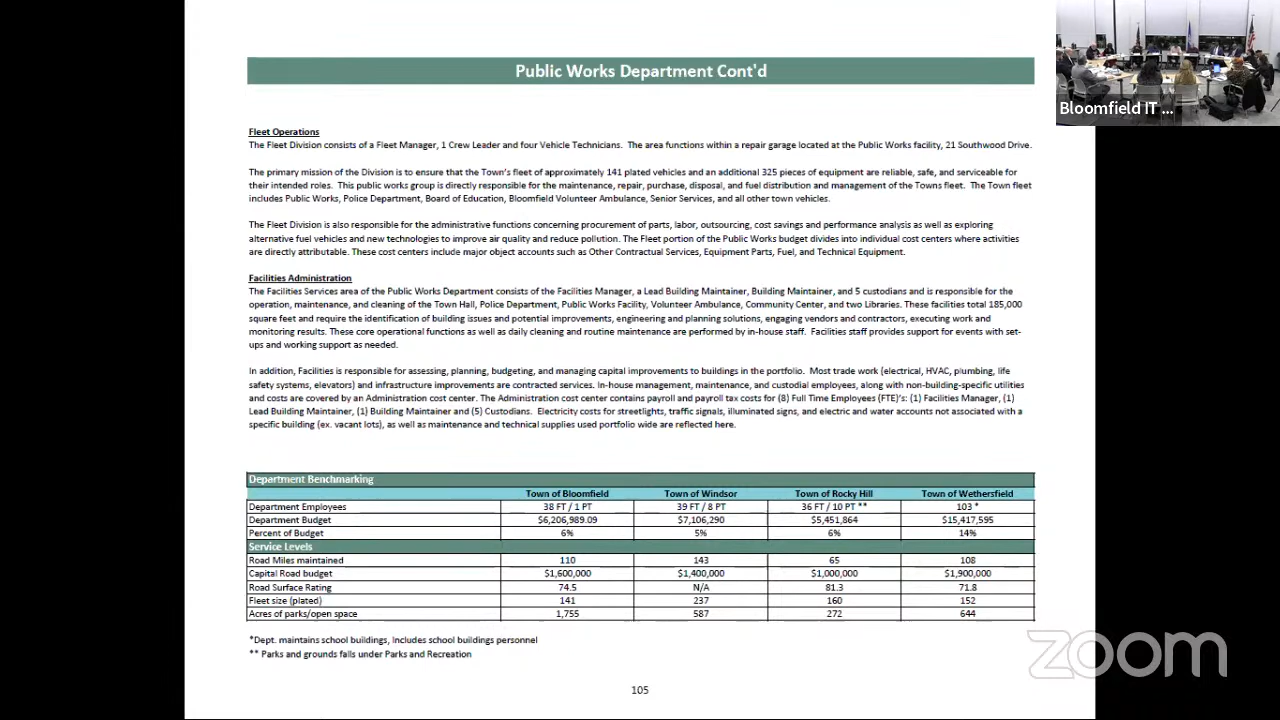 Public Works Department Cont'd
Bloomfield IT ...
Fleet Operations
The Fleet Division consists of a Fleet Manager, 1 Crew Leader and four Vehicle Technicians. The area functions within a repair garage located at the Public Works facility, 21 Southwood Drive.
The primary mission of the Division is to ensure that the Town's fleet of approximately 141 plated vehicles and an additional 325 pieces of equipment are reliable, safe, and serviceable for
their intended roles. This public works group is directly responsible for the maintenance, repair, purchase, disposal, and fuel distribution and management of the Towns fleet. The Town fleet
includes Public Works, Police Department, Board of Education, Bloomfield Volunteer Ambulance, Senior Services, and all other town vehicles.
The Fleet Division is also responsible for the administrative functions concerning procurement of parts, labor, outsourcing, cost savings and performance analysis as well as exploring
alternative fuel vehicles and new technologies to improve air quality and reduce pollution. The Fleet portion of the Public Works budget divides into individual cost centers where activities
are directly attributable. These cost centers include major object accounts such as Other Contractual Services, Equipment Parts, Fuel, and Technical Equipment.
Facilities Administration
The Facilities Services area of the Public Works Department consists of the Facilities Manager, a Lead Building Maintainer, Building Maintainer, and 5 custodians and is responsible for the
operation, maintenance, and cleaning of the Town Hall, Police Department, Public Works Facility, Volunteer Ambulance, Community Center, and two Libraries. These facilities total 185,000
square feet and require the identification of building issues and potential improvements, engineering and planning solutions, engaging vendors and contractors, executing work and
monitoring results. These core operational functions as well as daily cleaning and routine maintenance are performed by in-house staff. Facilities staff provides support for events with set-
ups and working support as needed.
In addition, Facilities is responsible for assessing, planning, budgeting, and managing capital improvements to buildings in the portfolio. Most trade work (electrical, HVAC, plumbing, life
safety systems, elevators) and infrastructure improvements are contracted services. In-house management, maintenance, and custodial employees, along with non-building-specific utilities
and costs are covered by an Administration cost center. The Administration cost center contains payroll and payroll tax costs for (8) Full Time Employees (FTE)'s: (1) Facilities Manager, (1)
Lead Building Maintainer, (1) Building Maintainer and (5) Custodians. Electricity costs for streetlights, traffic signals, illuminated signs, and electric and water accounts not associated with a
specific building (ex. vacant lots), as well as maintenance and technical supplies used portfolio wide are reflected here.
Department Benchmarking
Town of Bloomfield Town of Windsor Town of Rocky Hill Town of Wethersfield
Department Employees 38 FT / 1 PT 39 FT / 8 PT 36 FT / 10 PT ** 103 *
Department Budget $6,206,989.09 $7,106,290 $5,451,864 $15,417,595
Percent of Budget 6% 5% 6% 14%
Service Levels
Road Miles maintained 110 143 65 108
Capital Road budget $1,600,000 $1,400,000 $1,000,000 $1,900,000
Road Surface Rating 74.5 N/A 81.3 71.8
Fleet size (plated) 141 237 160 152
Acres of parks/open space 1,755 587 272 644
*Dept. maintains school buildings, Includes school buildings personnel
** Parks and grounds falls under Parks and Recreation
zoom
105